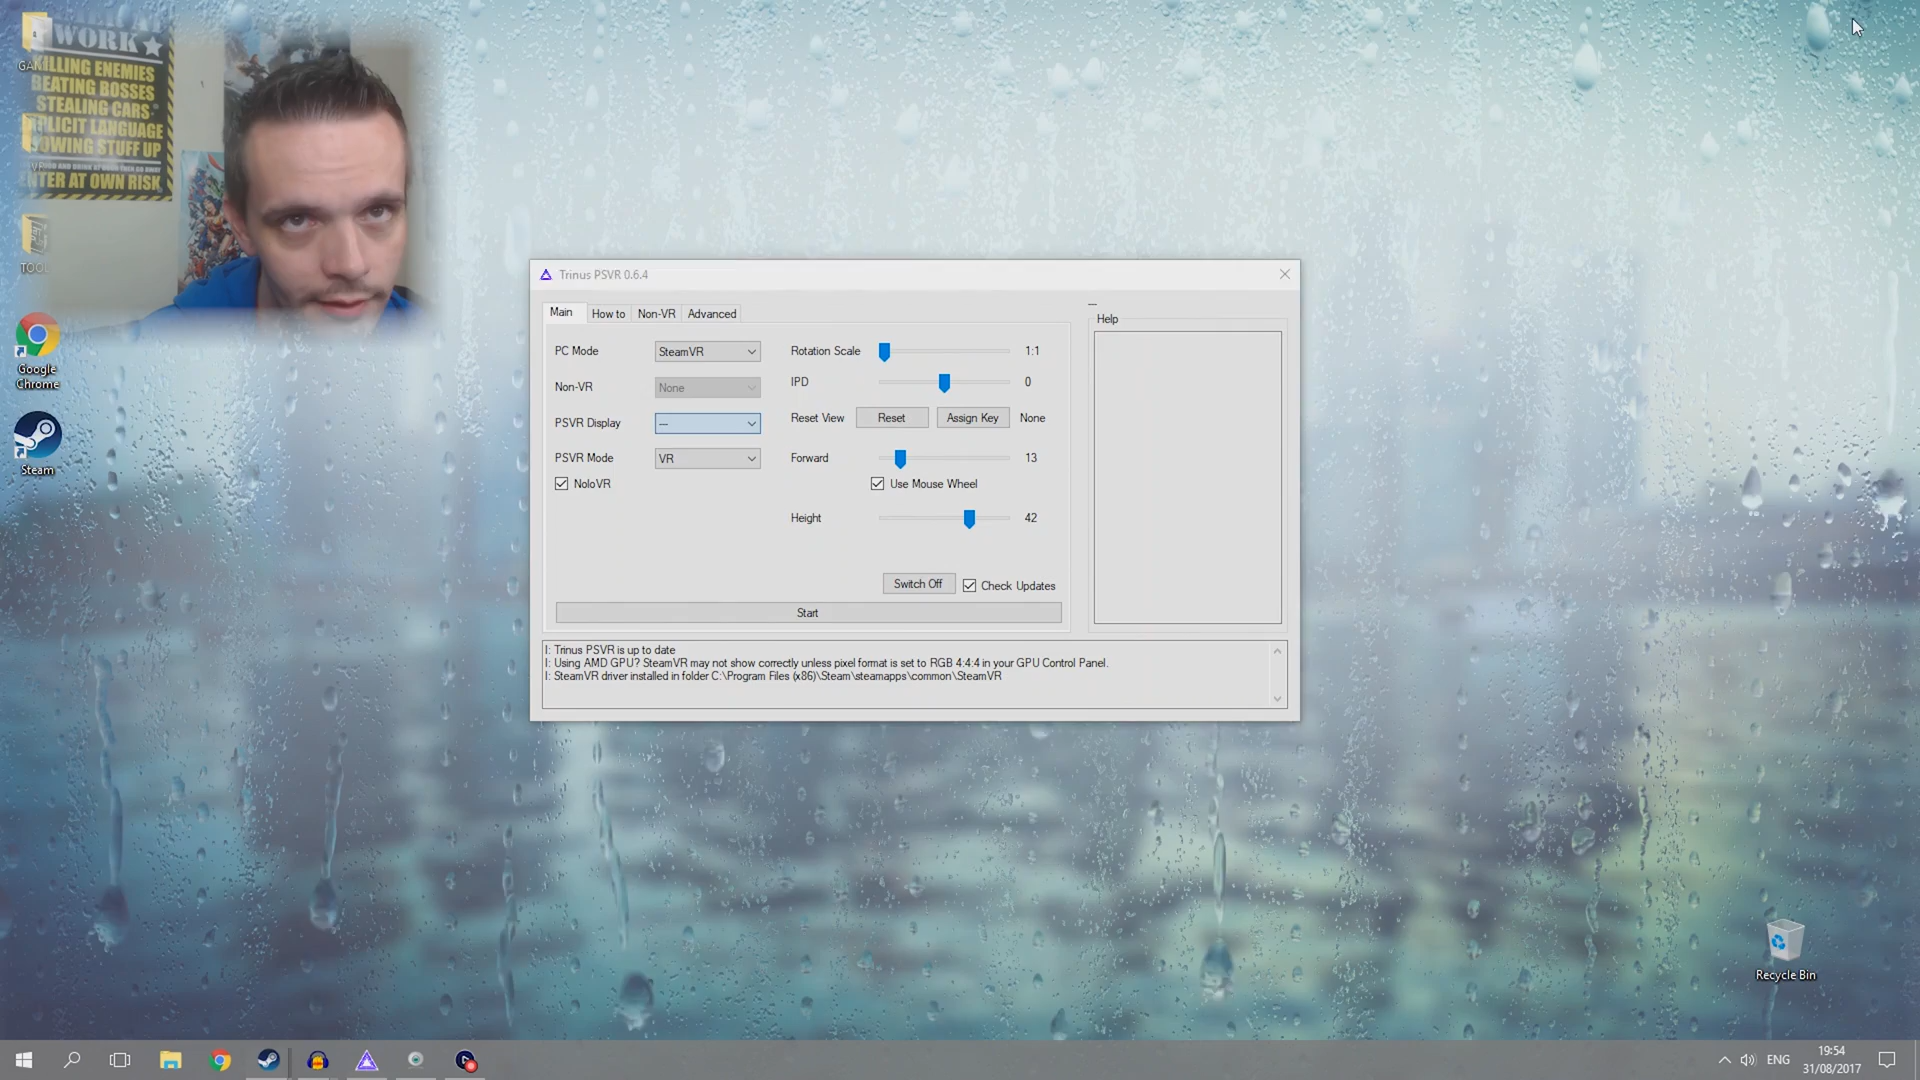 WORK
KILLING ENEMIES
BEATING BOSSES
STEALING CARS
PLICIT LANGUAGE
OWING STUFF UP
ENTER AT OWN RISK
Google
Chrome
Steam
Trinus PSVR 0.6.4
Main
How to
Non-VR
Advanced
PC Mode
SteamVR
Non-VR
None
PSVR Display
---
PSVR Mode
VR
NoloVR
Rotation Scale
1:1
IPD
0
Reset View
Reset
Assign Key
None
Forward
13
Use Mouse Wheel
Height
42
Switch Off
Check Updates
Start
---
Help
I: Trinus PSVR is up to date
I: Using AMD GPU? SteamVR may not show correctly unless pixel format is set to RGB 4:4:4 in your GPU Control Panel.
I: SteamVR driver installed in folder C:\Program Files (x86)\Steam\steamapps\common\SteamVR
Recycle Bin
ENG
19:54
31/08/2017